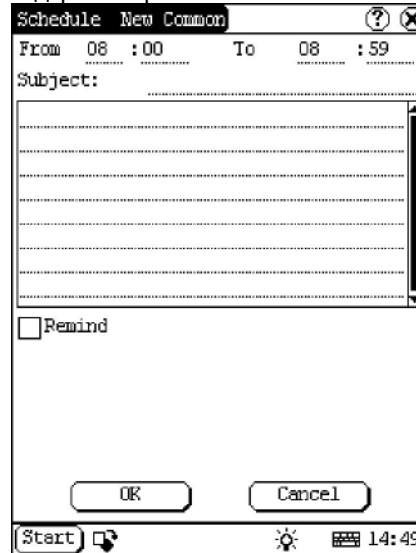 Schedule New Common ?
From 08 : 00 To 08 : 59
Subject:
Remind
OK Cancel
Start 14:49